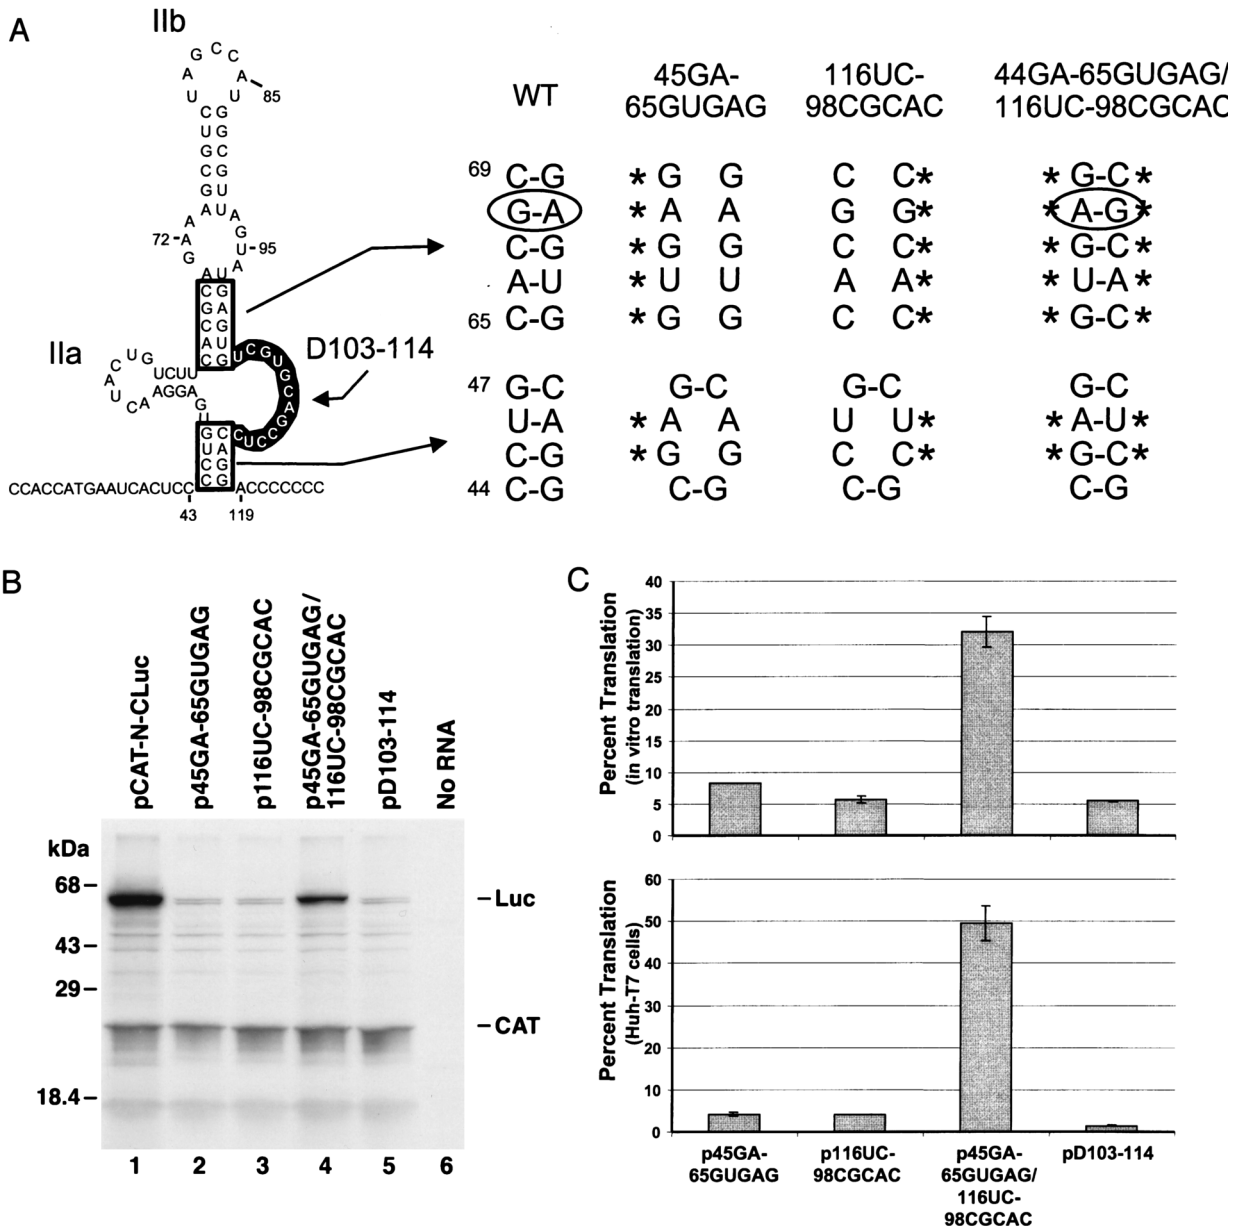 A
IIb
IIa
D103-114
72
85
95
CCACCATGAAUCACUCC
ACCCCCCC
43
119
WT
45GA-
65GUGAG
116UC-
98CGCAC
44GA-65GUGAG/
116UC-98CGCAC
69 C-G * G G C C* * G-C *
G-A * A A G G* * A-G *
C-G * G G C C* * G-C *
A-U * U U A A* * U-A *
65 C-G * G G C C* * G-C *
47 G-C G-C G-C G-C
U-A * A A U U* * A-U *
C-G * G G C C* * G-C *
44 C-G C-G C-G C-G
B
pCAT-N-CLuc
p45GA-65GUGAG
p116UC-98CGCAC
p45GA-65GUGAG/
116UC-98CGCAC
pD103-114
No RNA
kDa
68
43
29
18.4
Luc
CAT
1 2 3 4 5 6
C
Percent Translation
(in vitro translation)
40
35
30
25
20
15
10
5
0
Percent Translation
(Huh-T7 cells)
60
50
40
30
20
10
0
p45GA-
65GUGAG
p116UC-
98CGCAC
p45GA-
65GUGAG/
116UC-
98CGCAC
pD103-114